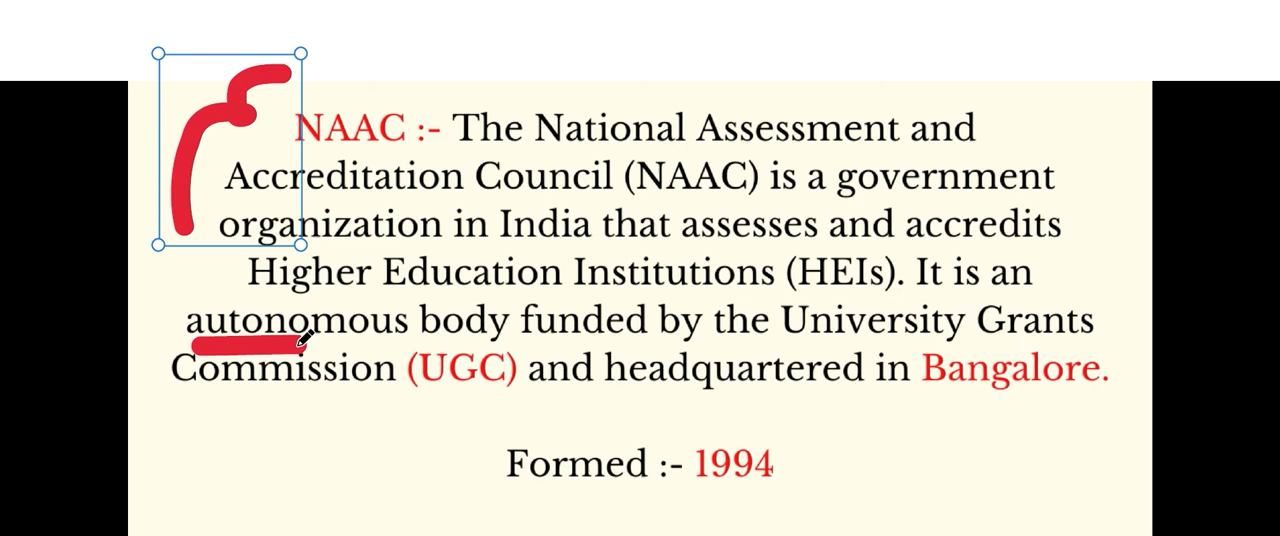 NAAC :- The National Assessment and
Accreditation Council (NAAC) is a government
organization in India that assesses and accredits
Higher Education Institutions (HEIs). It is an
autonomous body funded by the University Grants
Commission (UGC) and headquartered in Bangalore.
Formed :- 1994